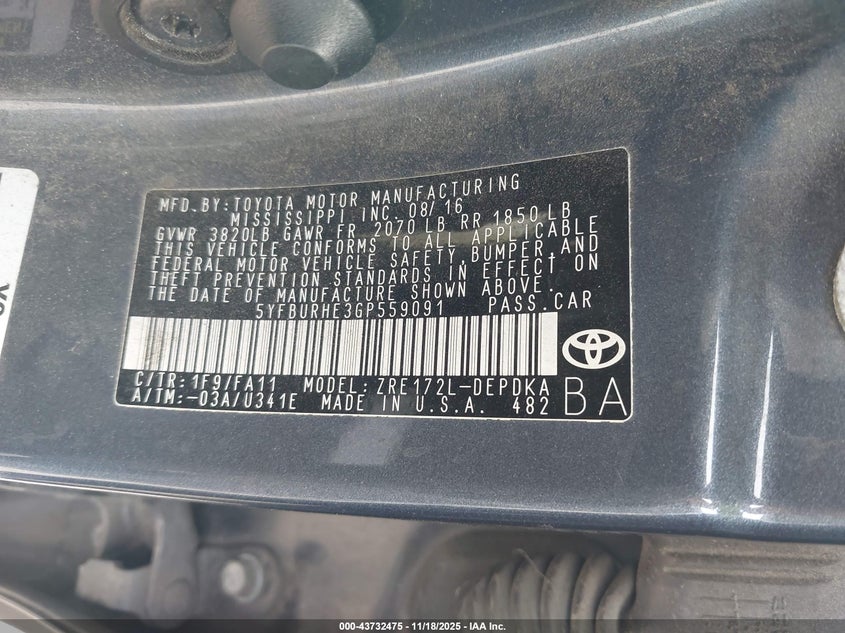 MFD.BY:TOYOTA MOTOR MANUFACTURING
MISSISSIPPI INC. 08/16
GVWR 3820LB GAWR FR 2070 LB RR 1850 LB
THIS VEHICLE CONFORMS TO ALL APPLICABLE
FEDERAL MOTOR VEHICLE SAFETY,BUMPER,AND
THEFT PREVENTION STANDARDS IN EFFECT ON
THE DATE OF MANUFACTURE SHOWN ABOVE.
5YFBURHE3GP559091 PASS.CAR
C/TR:1F9/FA11 MODEL:ZRE172L-DEPDKA
A/TM:-03A/U341E MADE IN U.S.A. 482
BA
000-43732475 - 11/18/2025 - IAA Inc.